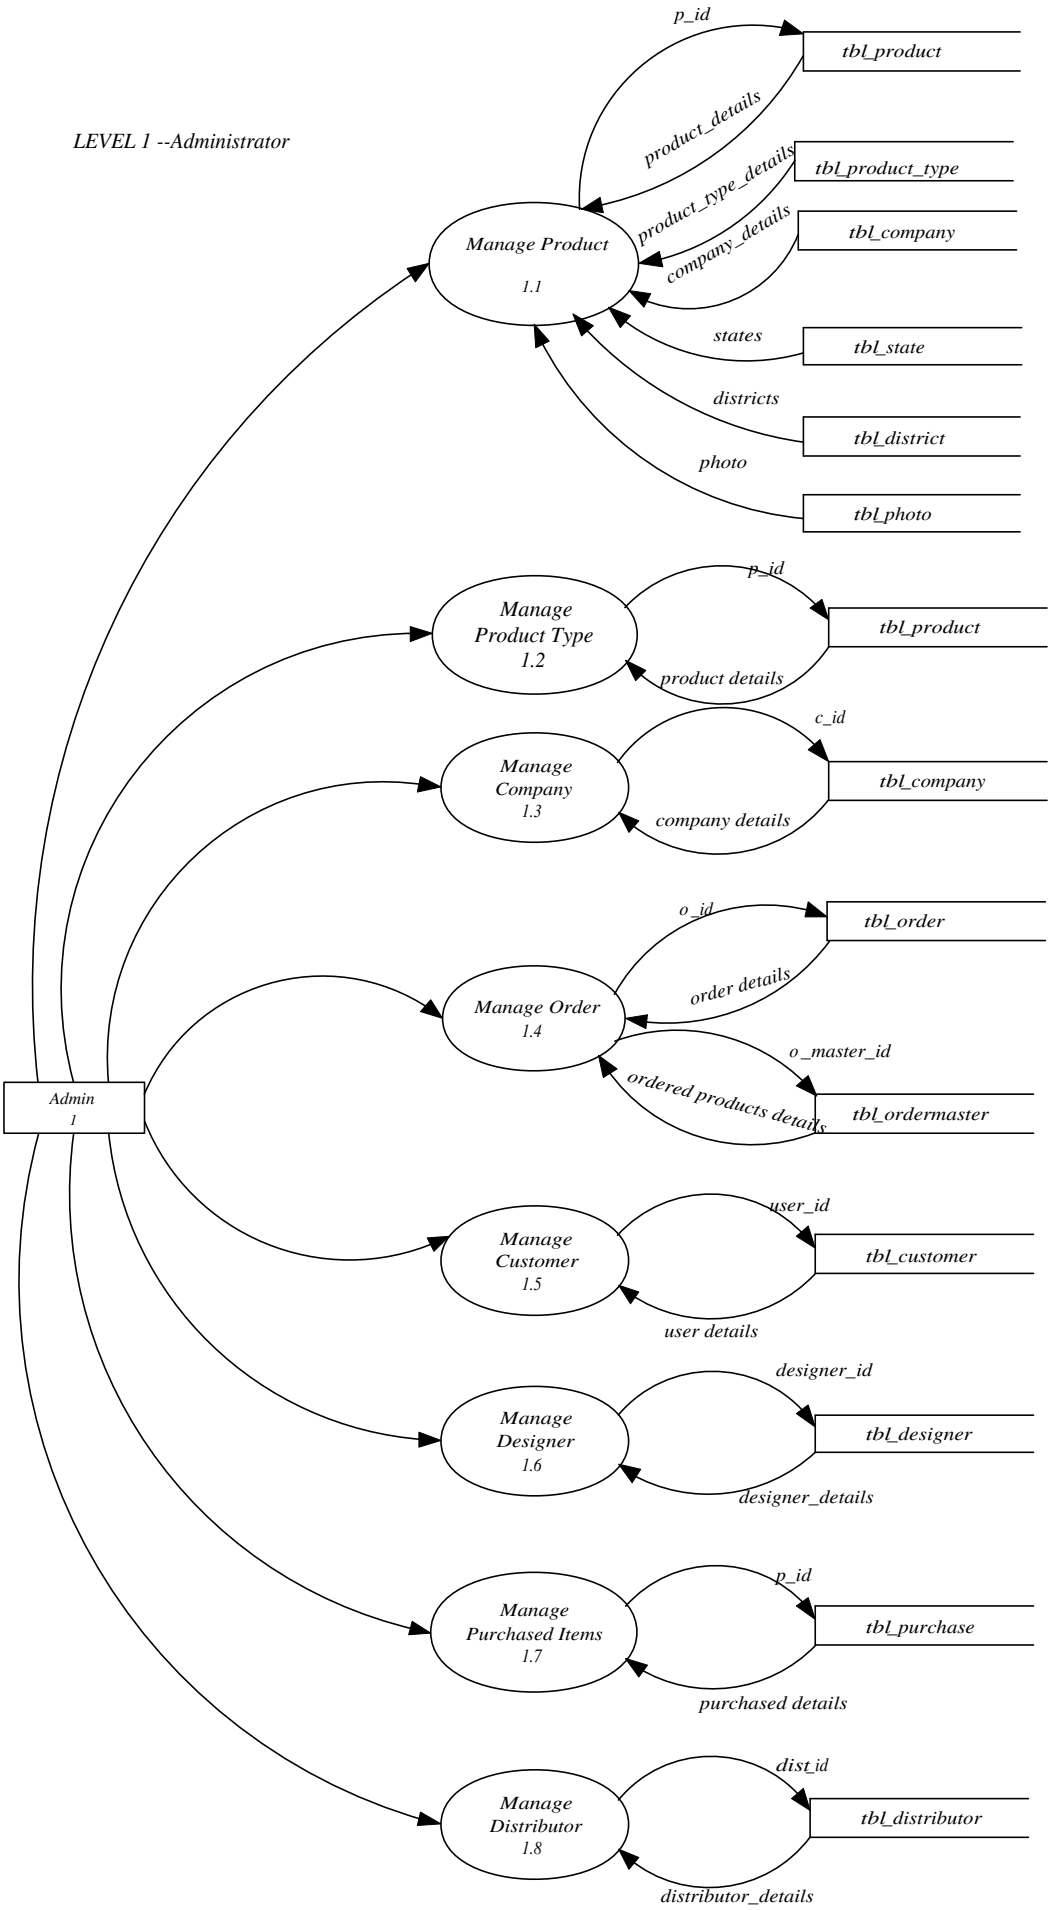 p_id
tbl_product
LEVEL 1 --Administrator
product_details
product_type_details
tbl_product_type
company_details
tbl_company
Manage Product
1.1
states
tbl_state
districts
tbl_district
photo
tbl_photo
p_id
Manage
Product Type
1.2
tbl_product
product details
c_id
Manage
Company
1.3
tbl_company
company details
o_id
tbl_order
order details
Manage Order
1.4
o_master_id
ordered products details
tbl_ordermaster
Admin
1
user_id
Manage
Customer
1.5
tbl_customer
user details
designer_id
Manage
Designer
1.6
tbl_designer
designer_details
p_id
Manage
Purchased Items
1.7
tbl_purchase
purchased details
dist_id
Manage
Distributor
1.8
tbl_distributor
distributor_details